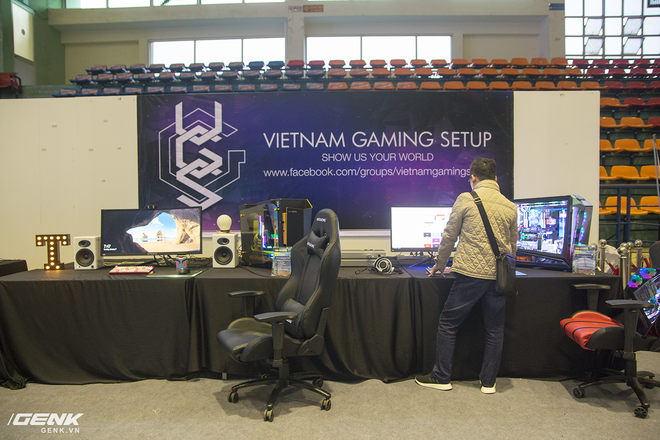 VIETNAM GAMING SETUP
SHOW US YOUR WORLD
www.facebook.com/groups/vietnamgamings
T
/GENK
GENK.VN